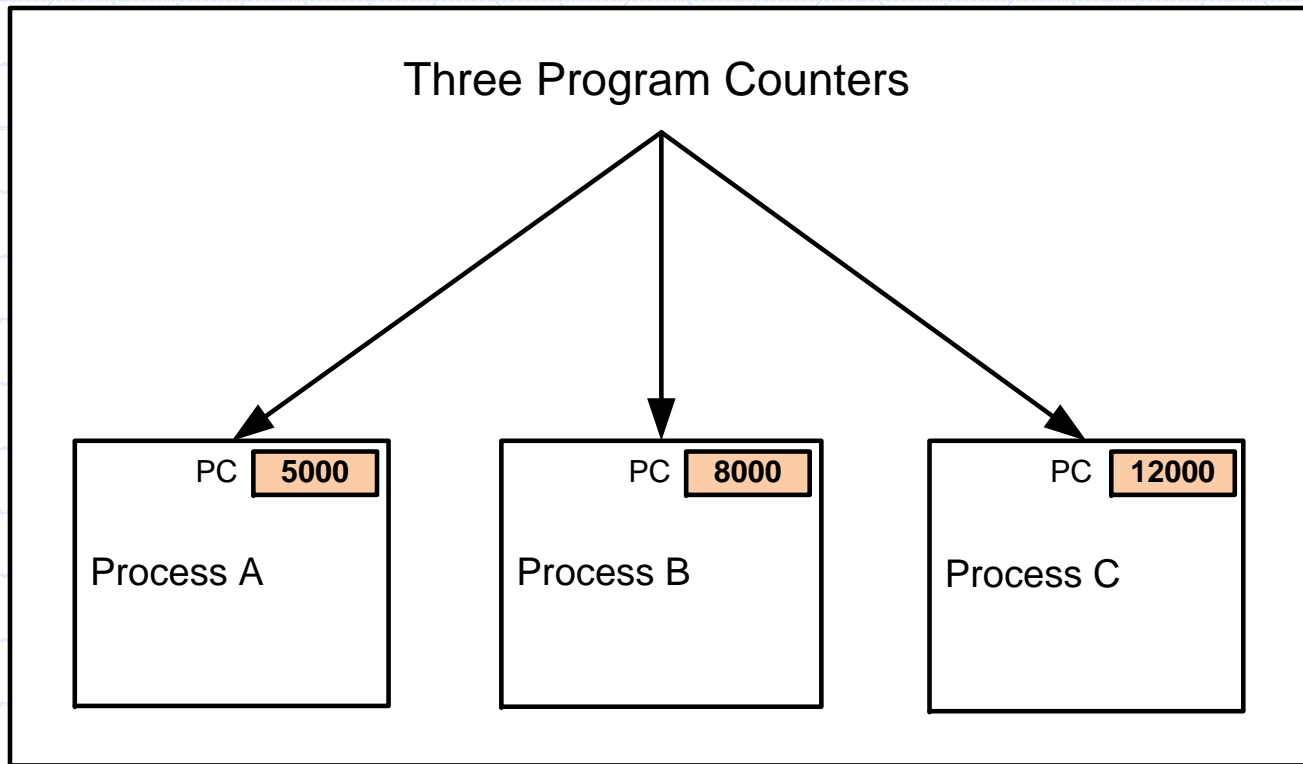 Three Program Counters
PC 5000
Process A
PC 8000
Process B
PC 12000
Process C